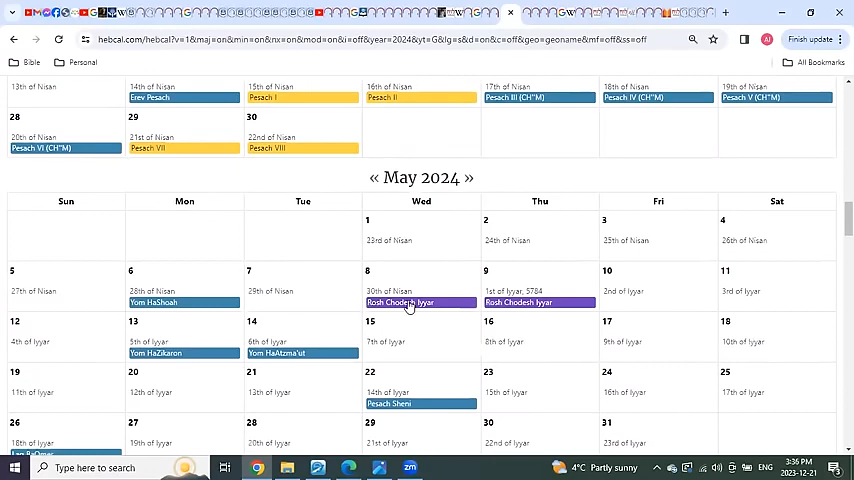 hebcal.com/hebcal?v=1&maj=on&min=on&nx=on&mod=on&i=off&year=2024&yt=G&lg=s&d=on&c=off&geo=geoname&mf=off&ss=off
AI
Finish update
Bible
Personal
All Bookmarks
13th of Nisan
14th of Nisan
15th of Nisan
16th of Nisan
17th of Nisan
18th of Nisan
19th of Nisan
Erev Pesach
Pesach I
Pesach II
Pesach III (CH''M)
Pesach IV (CH''M)
Pesach V (CH''M)
28
29
30
20th of Nisan
21st of Nisan
22nd of Nisan
Pesach VI (CH''M)
Pesach VII
Pesach VIII
« May 2024 »
Sun
Mon
Tue
Wed
Thu
Fri
Sat
1
2
3
4
23rd of Nisan
24th of Nisan
25th of Nisan
26th of Nisan
5
6
7
8
9
10
11
27th of Nisan
28th of Nisan
29th of Nisan
30th of Nisan
1st of Iyyar, 5784
2nd of Iyyar
3rd of Iyyar
Yom HaShoah
Rosh Chodesh Iyyar
Rosh Chodesh Iyyar
12
13
14
15
16
17
18
4th of Iyyar
5th of Iyyar
6th of Iyyar
7th of Iyyar
8th of Iyyar
9th of Iyyar
10th of Iyyar
Yom HaZikaron
Yom HaAtzma'ut
19
20
21
22
23
24
25
11th of Iyyar
12th of Iyyar
13th of Iyyar
14th of Iyyar
15th of Iyyar
16th of Iyyar
17th of Iyyar
Pesach Sheni
26
27
28
29
30
31
18th of Iyyar
19th of Iyyar
20th of Iyyar
21st of Iyyar
22nd of Iyyar
23rd of Iyyar
Lag BaOmer
Type here to search
zm
4°C Partly sunny
ENG
3:36 PM
2023-12-21
3